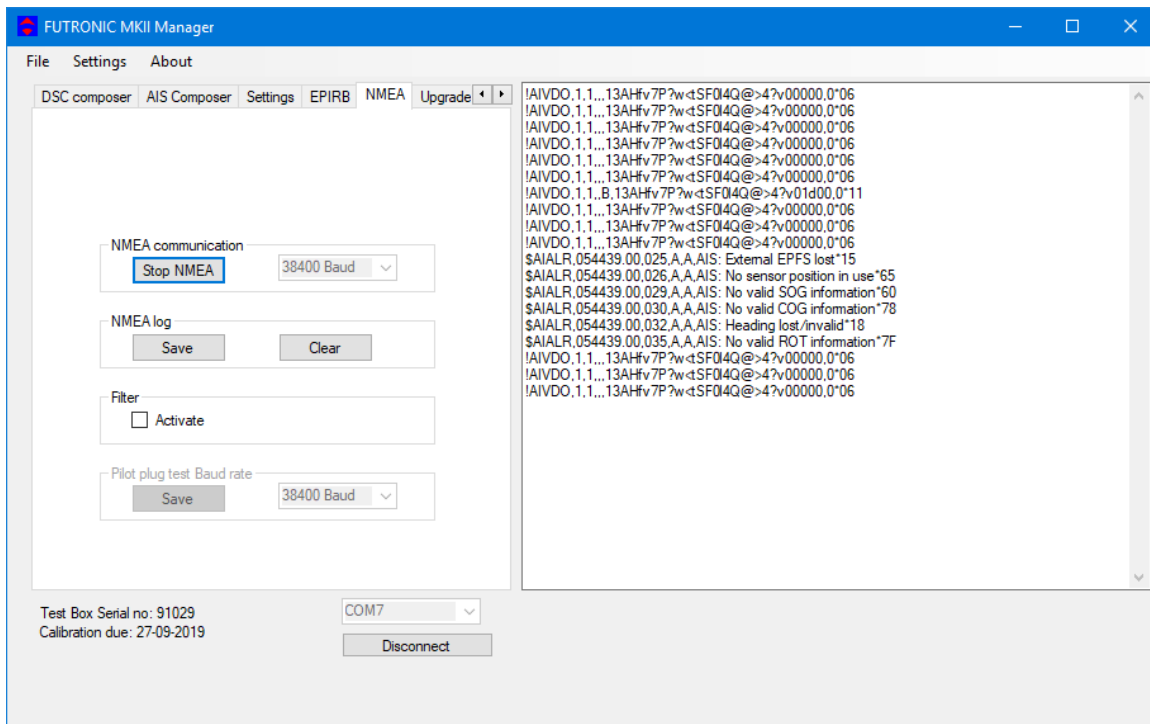 FUTRONIC MKII Manager
File Settings About
DSC composer AIS Composer Settings EPIRB NMEA Upgrade
NMEA communication
Stop NMEA 38400 Baud
NMEA log
Save Clear
Filter
Activate
Pilot plug test Baud rate
Save 38400 Baud
!AIVDO,1,1,,,13AHfv7P?w<tSF0l4Q@>4?v00000,0*06
!AIVDO,1,1,,,13AHfv7P?w<tSF0l4Q@>4?v00000,0*06
!AIVDO,1,1,,,13AHfv7P?w<tSF0l4Q@>4?v00000,0*06
!AIVDO,1,1,,,13AHfv7P?w<tSF0l4Q@>4?v00000,0*06
!AIVDO,1,1,,,13AHfv7P?w<tSF0l4Q@>4?v00000,0*06
!AIVDO,1,1,,,13AHfv7P?w<tSF0l4Q@>4?v00000,0*06
!AIVDO,1,1,,B,13AHfv7P?w<tSF0l4Q@>4?v01d00,0*11
!AIVDO,1,1,,,13AHfv7P?w<tSF0l4Q@>4?v00000,0*06
!AIVDO,1,1,,,13AHfv7P?w<tSF0l4Q@>4?v00000,0*06
!AIVDO,1,1,,,13AHfv7P?w<tSF0l4Q@>4?v00000,0*06
$AIALR,054439.00,025,A,A,AIS: External EPFS lost*15
$AIALR,054439.00,026,A,A,AIS: No sensor position in use*65
$AIALR,054439.00,029,A,A,AIS: No valid SOG information*60
$AIALR,054439.00,030,A,A,AIS: No valid COG information*78
$AIALR,054439.00,032,A,A,AIS: Heading lost/invalid*18
$AIALR,054439.00,035,A,A,AIS: No valid ROT information*7F
!AIVDO,1,1,,,13AHfv7P?w<tSF0l4Q@>4?v00000,0*06
!AIVDO,1,1,,,13AHfv7P?w<tSF0l4Q@>4?v00000,0*06
!AIVDO,1,1,,,13AHfv7P?w<tSF0l4Q@>4?v00000,0*06
Test Box Serial no: 91029
Calibration due: 27-09-2019
COM7
Disconnect